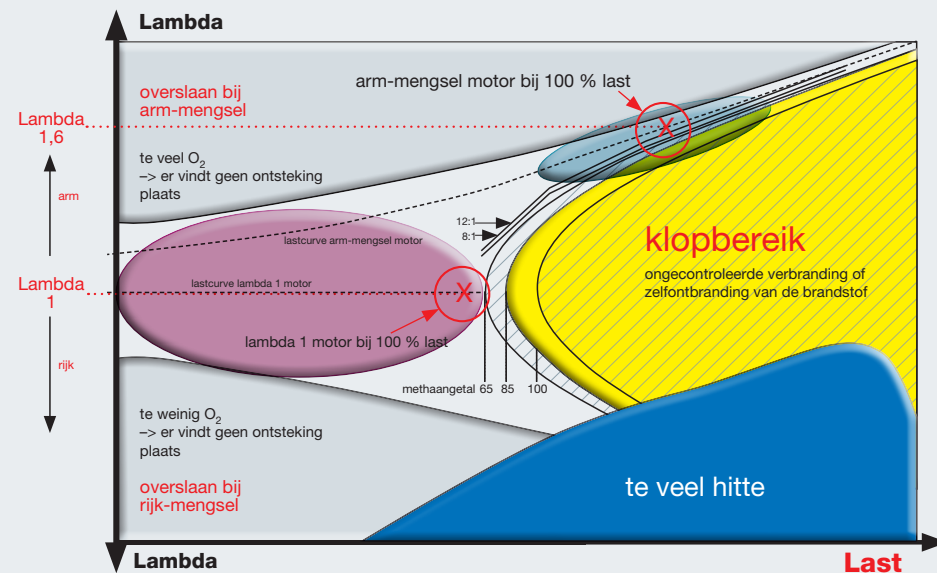 Lambda
arm-mengsel motor bij 100 % last
overslaan bij
arm-mengsel
Lambda
1,6
X
te veel O2
–> er vindt geen ontsteking
plaats
arm
12:1
8:1
klopbereik
lastcurve arm-mengsel motor
ongecontroleerde verbranding of
zelfontbranding van de brandstof
Lambda
1
lastcurve lambda 1 motor
X
lambda 1 motor bij 100 % last
rijk
methaangetal 65 85 100
te weinig O2
–> er vindt geen ontsteking
plaats
overslaan bij
rijk-mengsel
te veel hitte
Lambda
Last